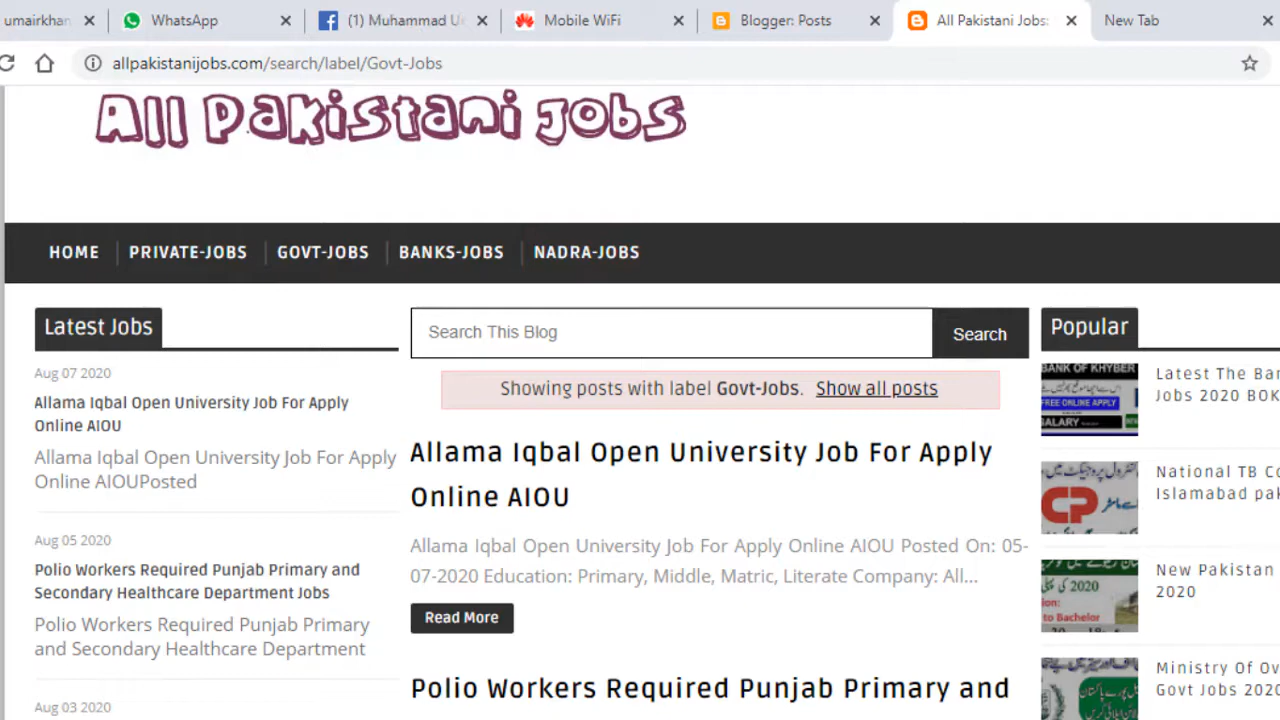 umairkhan
WhatsApp
(1) Muhammad U
Mobile WiFi
Blogger: Posts
All Pakistani Jobs:
New Tab
allpakistanijobs.com/search/label/Govt-Jobs
All Pakistani Jobs
HOME
PRIVATE-JOBS
GOVT-JOBS
BANKS-JOBS
NADRA-JOBS
Latest Jobs
Aug 07 2020
Allama Iqbal Open University Job For Apply
Online AIOU
Allama Iqbal Open University Job For Apply
Online AIOUPosted
Aug 05 2020
Polio Workers Required Punjab Primary and
Secondary Healthcare Department Jobs
Polio Workers Required Punjab Primary
and Secondary Healthcare Department
Aug 03 2020
Search This Blog
Search
Showing posts with label Govt-Jobs. Show all posts
Allama Iqbal Open University Job For Apply
Online AIOU
Allama Iqbal Open University Job For Apply Online AIOU Posted On: 05-
07-2020 Education: Primary, Middle, Matric, Literate Company: All...
Read More
Polio Workers Required Punjab Primary and
Popular
BANK OF KHYBER
FREE ONLINE APPLY
SALARY
Latest The Ban
Jobs 2020 BOK
National TB Co
Islamabad pak
New Pakistan
2020
to Bachelor
Ministry Of Ov
Govt Jobs 2020